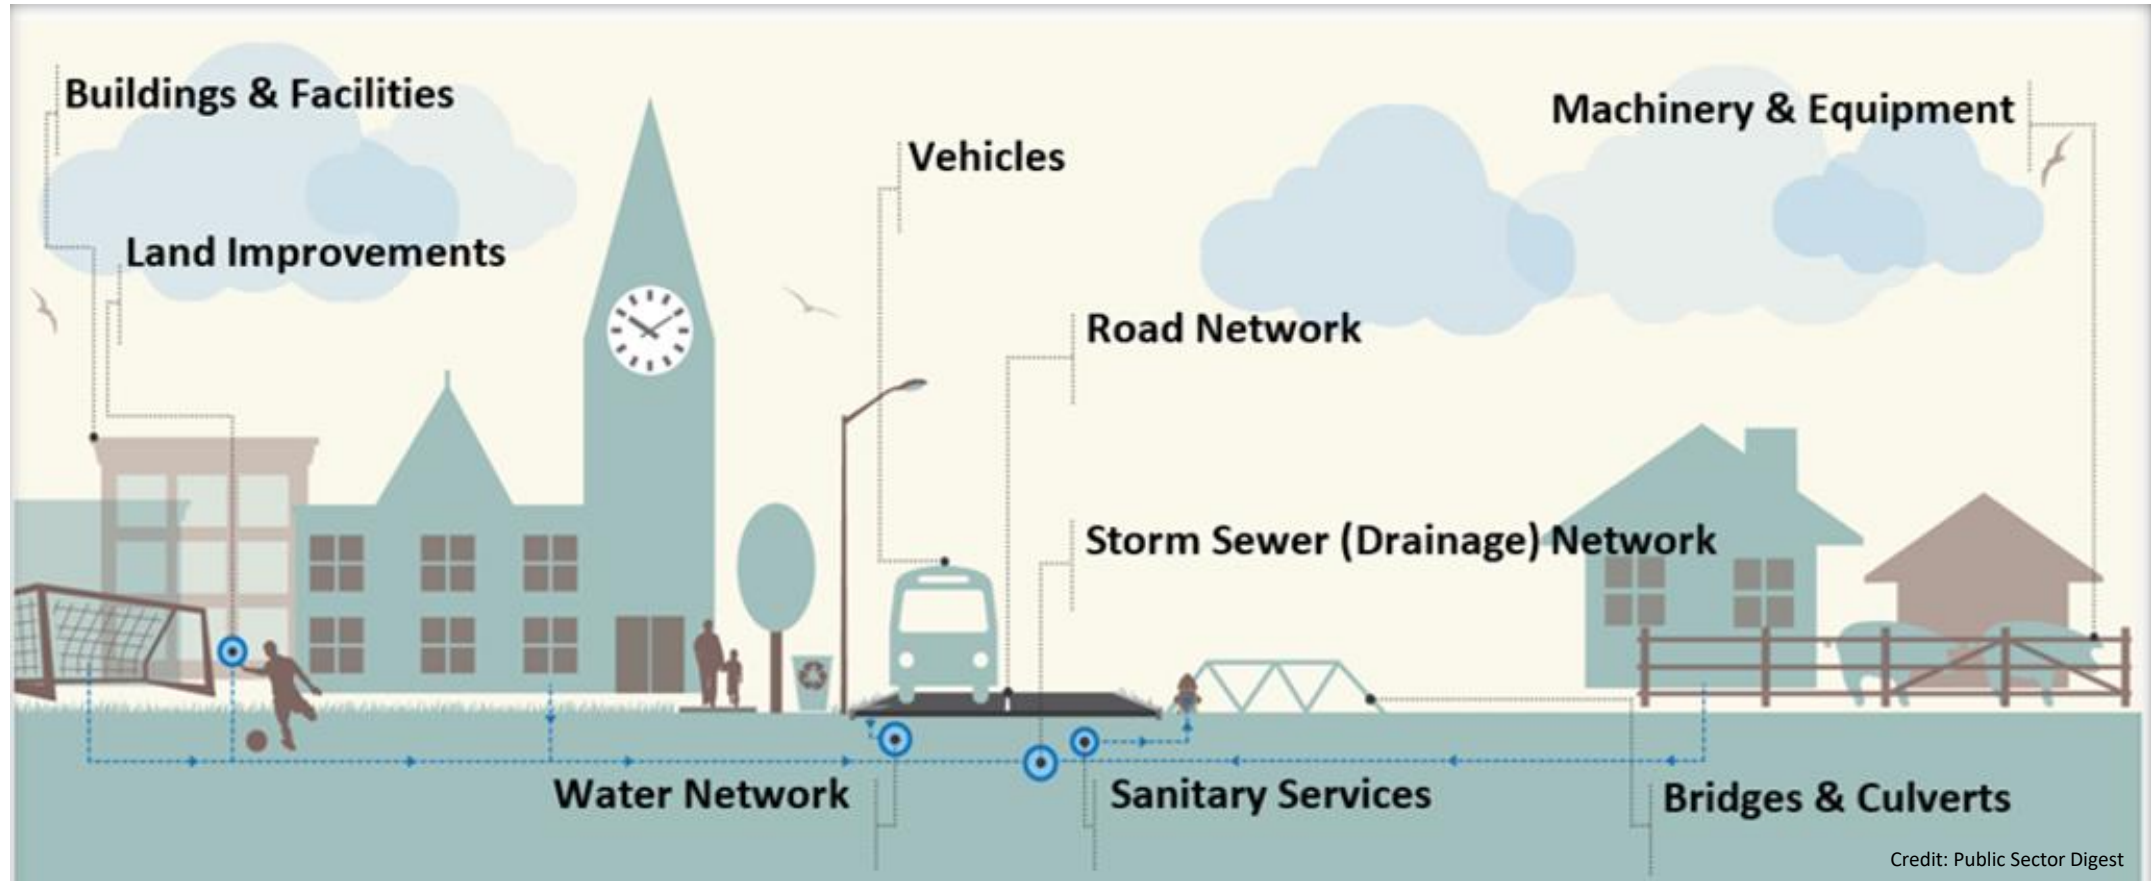 Buildings & Facilities
Machinery & Equipment
Vehicles
Land Improvements
Road Network
Storm Sewer (Drainage) Network
Water Network
Sanitary Services
Bridges & Culverts
Credit: Public Sector Digest